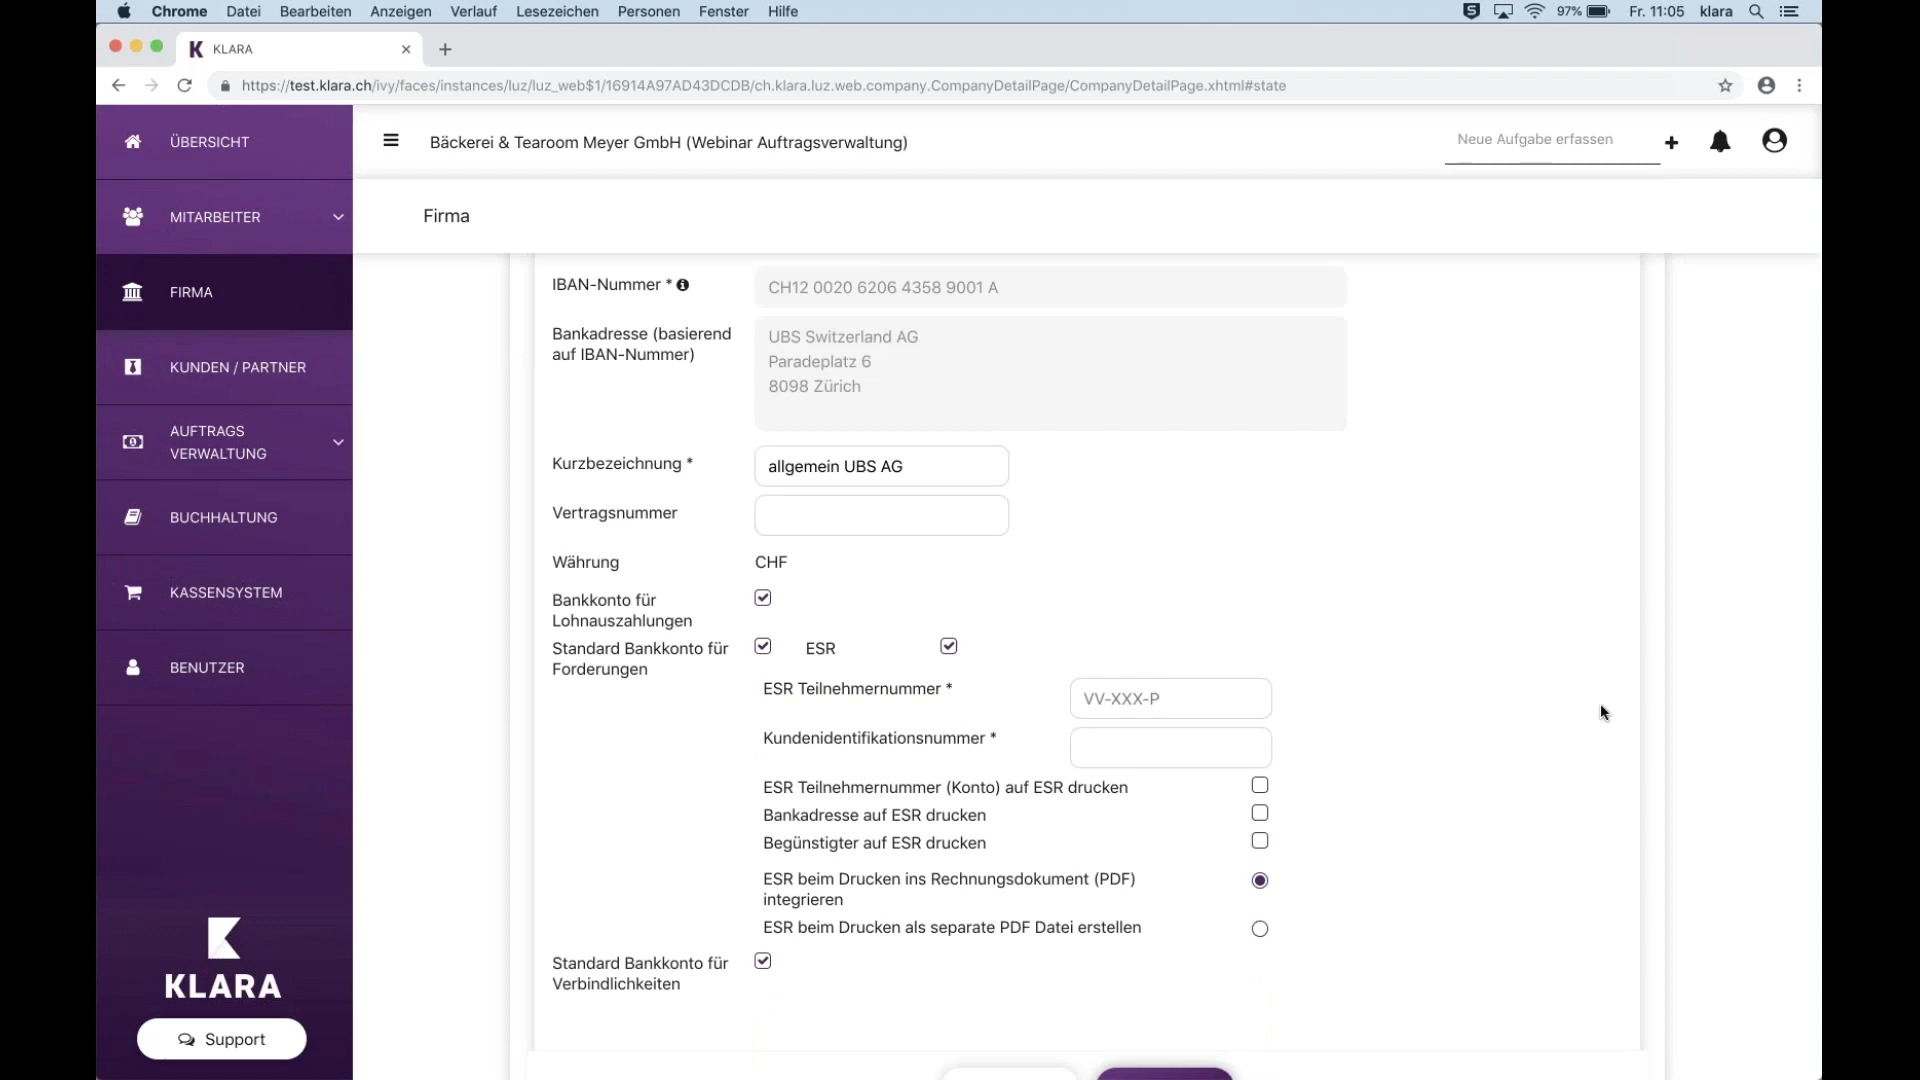 Chrome Datei Bearbeiten Anzeigen Verlauf Lesezeichen Personen Fenster Hilfe 97% Fr. 11:05 klara
KLARA
https://test.klara.ch/ivy/faces/instances/luz/luz_web$1/16914A97AD43DCDB/ch.klara.luz.web.company.CompanyDetailPage/CompanyDetailPage.xhtml#state
ÜBERSICHT
MITARBEITER
FIRMA
KUNDEN / PARTNER
AUFTRAGS
VERWALTUNG
BUCHHALTUNG
KASSENSYSTEM
BENUTZER
KLARA
Support
Bäckerei & Tearoom Meyer GmbH (Webinar Auftragsverwaltung)
Neue Aufgabe erfassen
Firma
IBAN-Nummer *
CH12 0020 6206 4358 9001 A
Bankadresse (basierend
auf IBAN-Nummer)
UBS Switzerland AG
Paradeplatz 6
8098 Zürich
Kurzbezeichnung *
allgemein UBS AG
Vertragsnummer
Währung
CHF
Bankkonto für
Lohnauszahlungen
Standard Bankkonto für
Forderungen
ESR
ESR Teilnehmernummer *
VV-XXX-P
Kundenidentifikationsnummer *
ESR Teilnehmernummer (Konto) auf ESR drucken
Bankadresse auf ESR drucken
Begünstigter auf ESR drucken
ESR beim Drucken ins Rechnungsdokument (PDF)
integrieren
ESR beim Drucken als separate PDF Datei erstellen
Standard Bankkonto für
Verbindlichkeiten